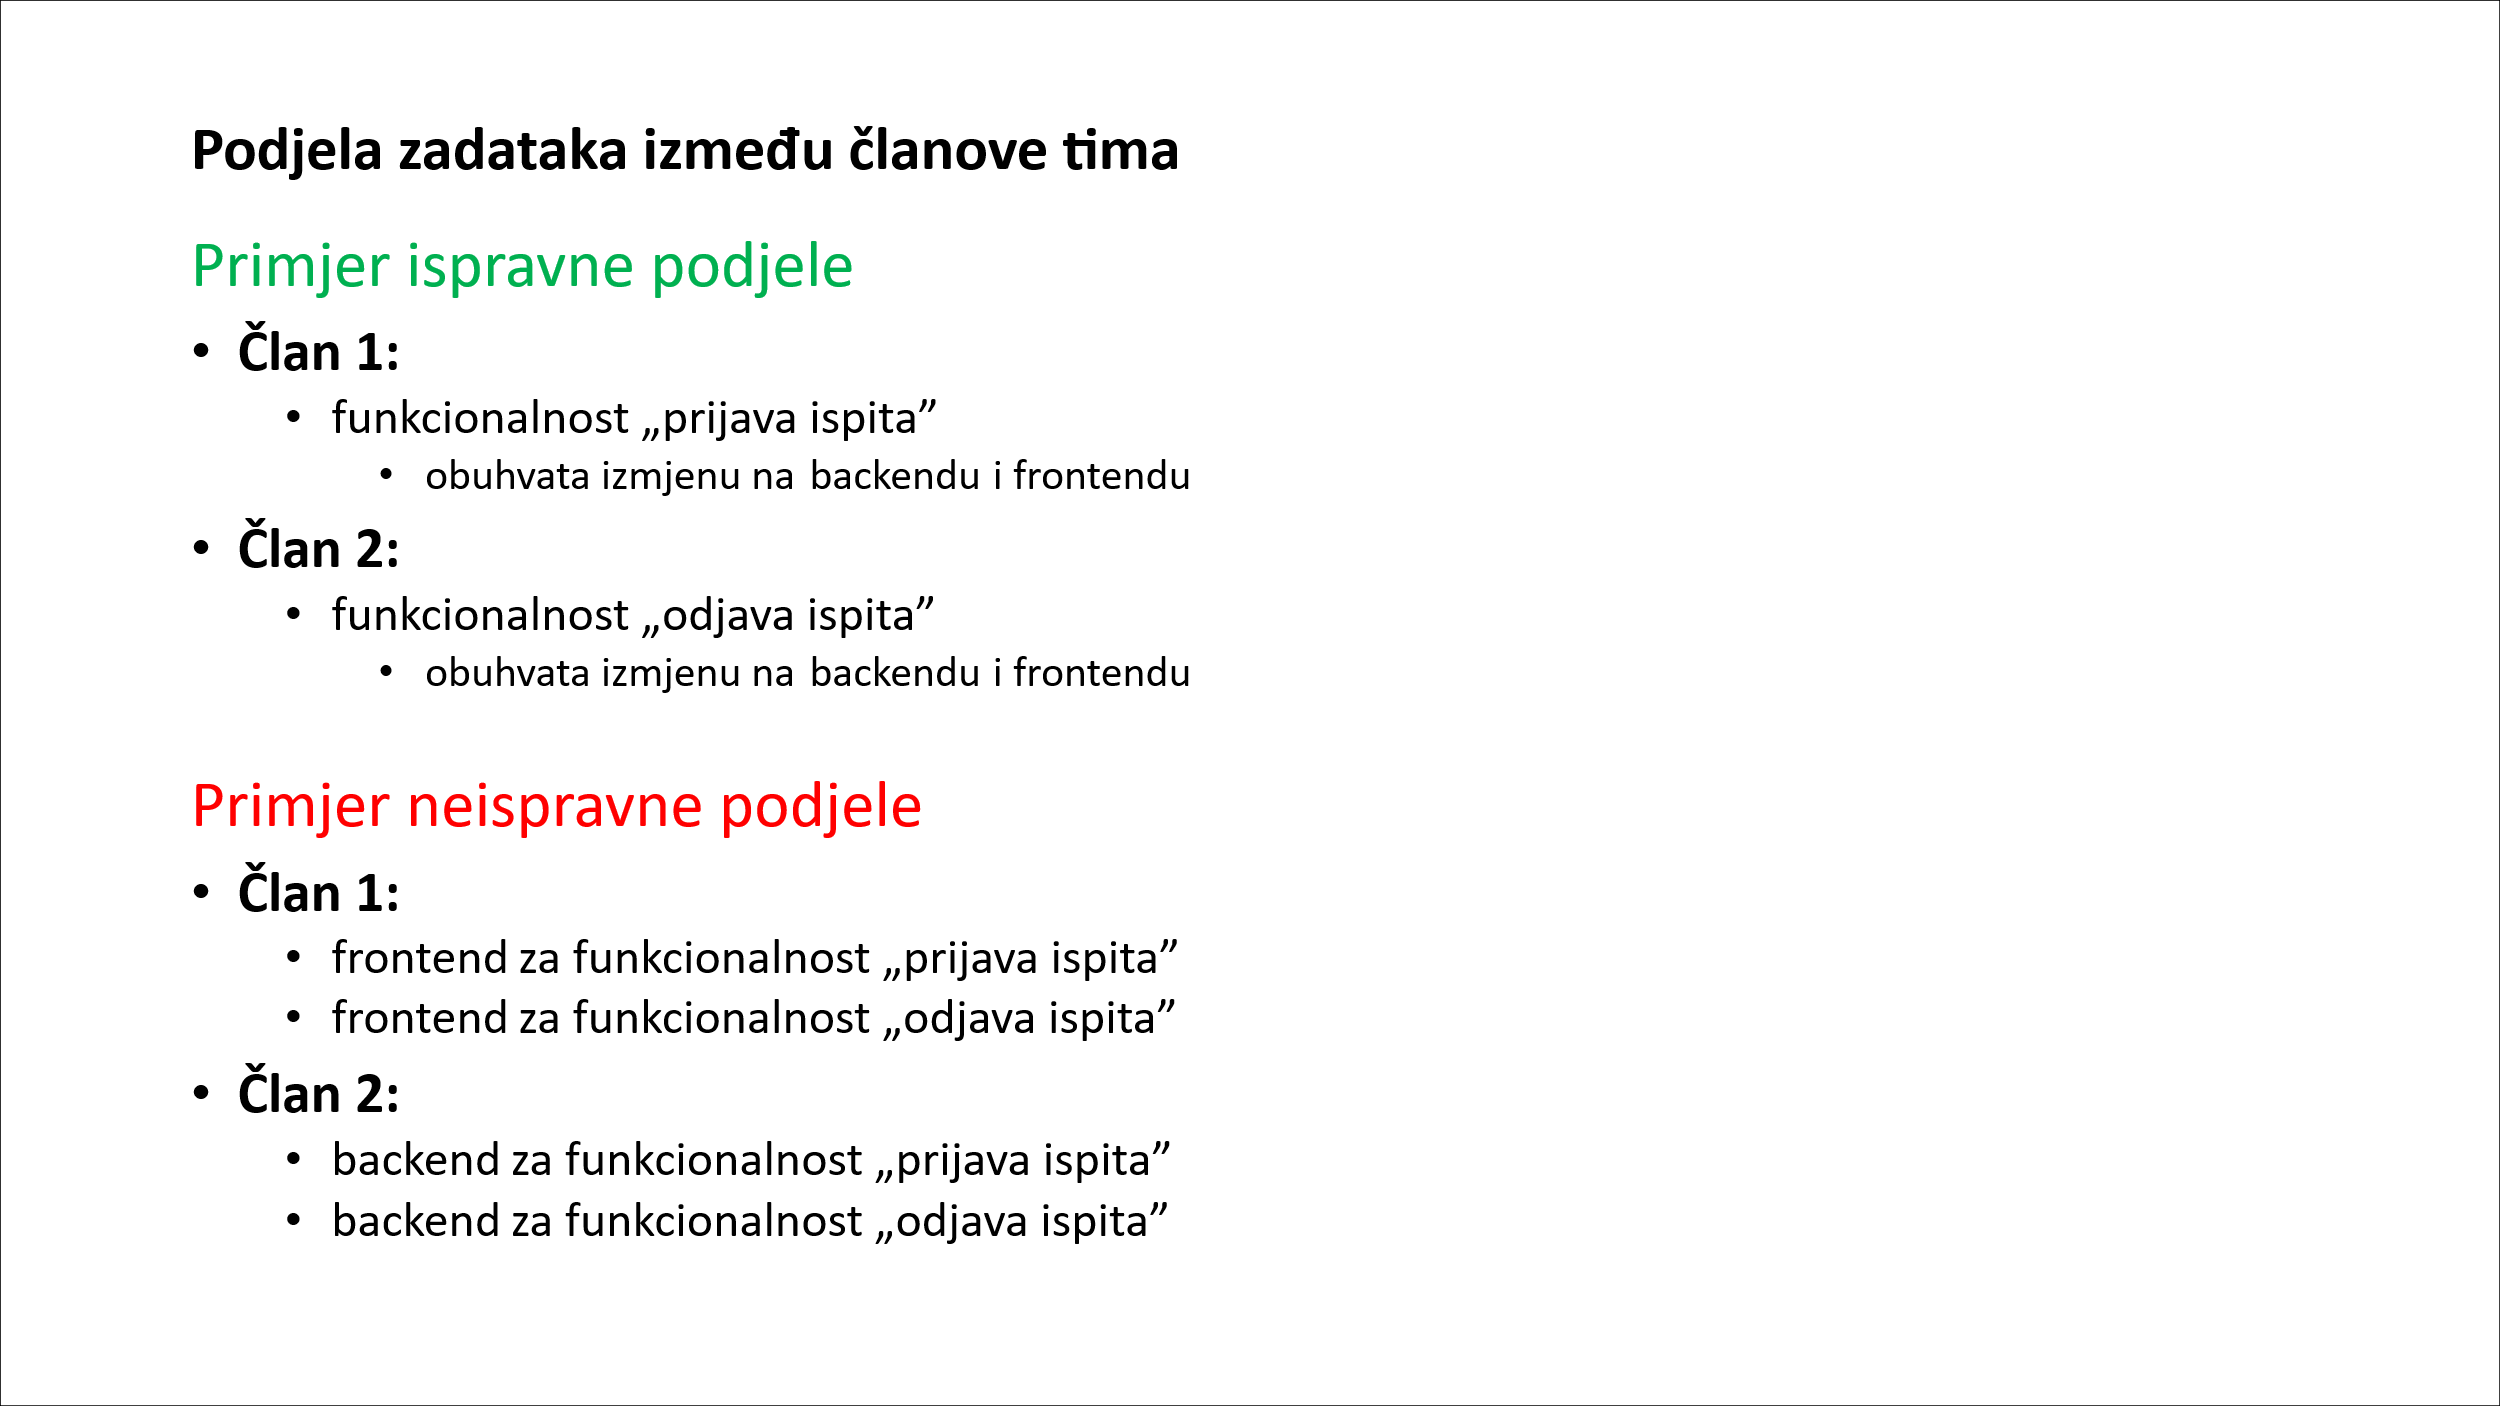 Podjela zadataka između članove tima
Primjer ispravne podjele
• Član 1:
• funkcionalnost „prijava ispita”
• obuhvata izmjenu na backendu i frontendu
• Član 2:
• funkcionalnost „odjava ispita”
• obuhvata izmjenu na backendu i frontendu
Primjer neispravne podjele
• Član 1:
• frontend za funkcionalnost „prijava ispita”
• frontend za funkcionalnost „odjava ispita”
• Član 2:
• backend za funkcionalnost „prijava ispita”
• backend za funkcionalnost „odjava ispita”